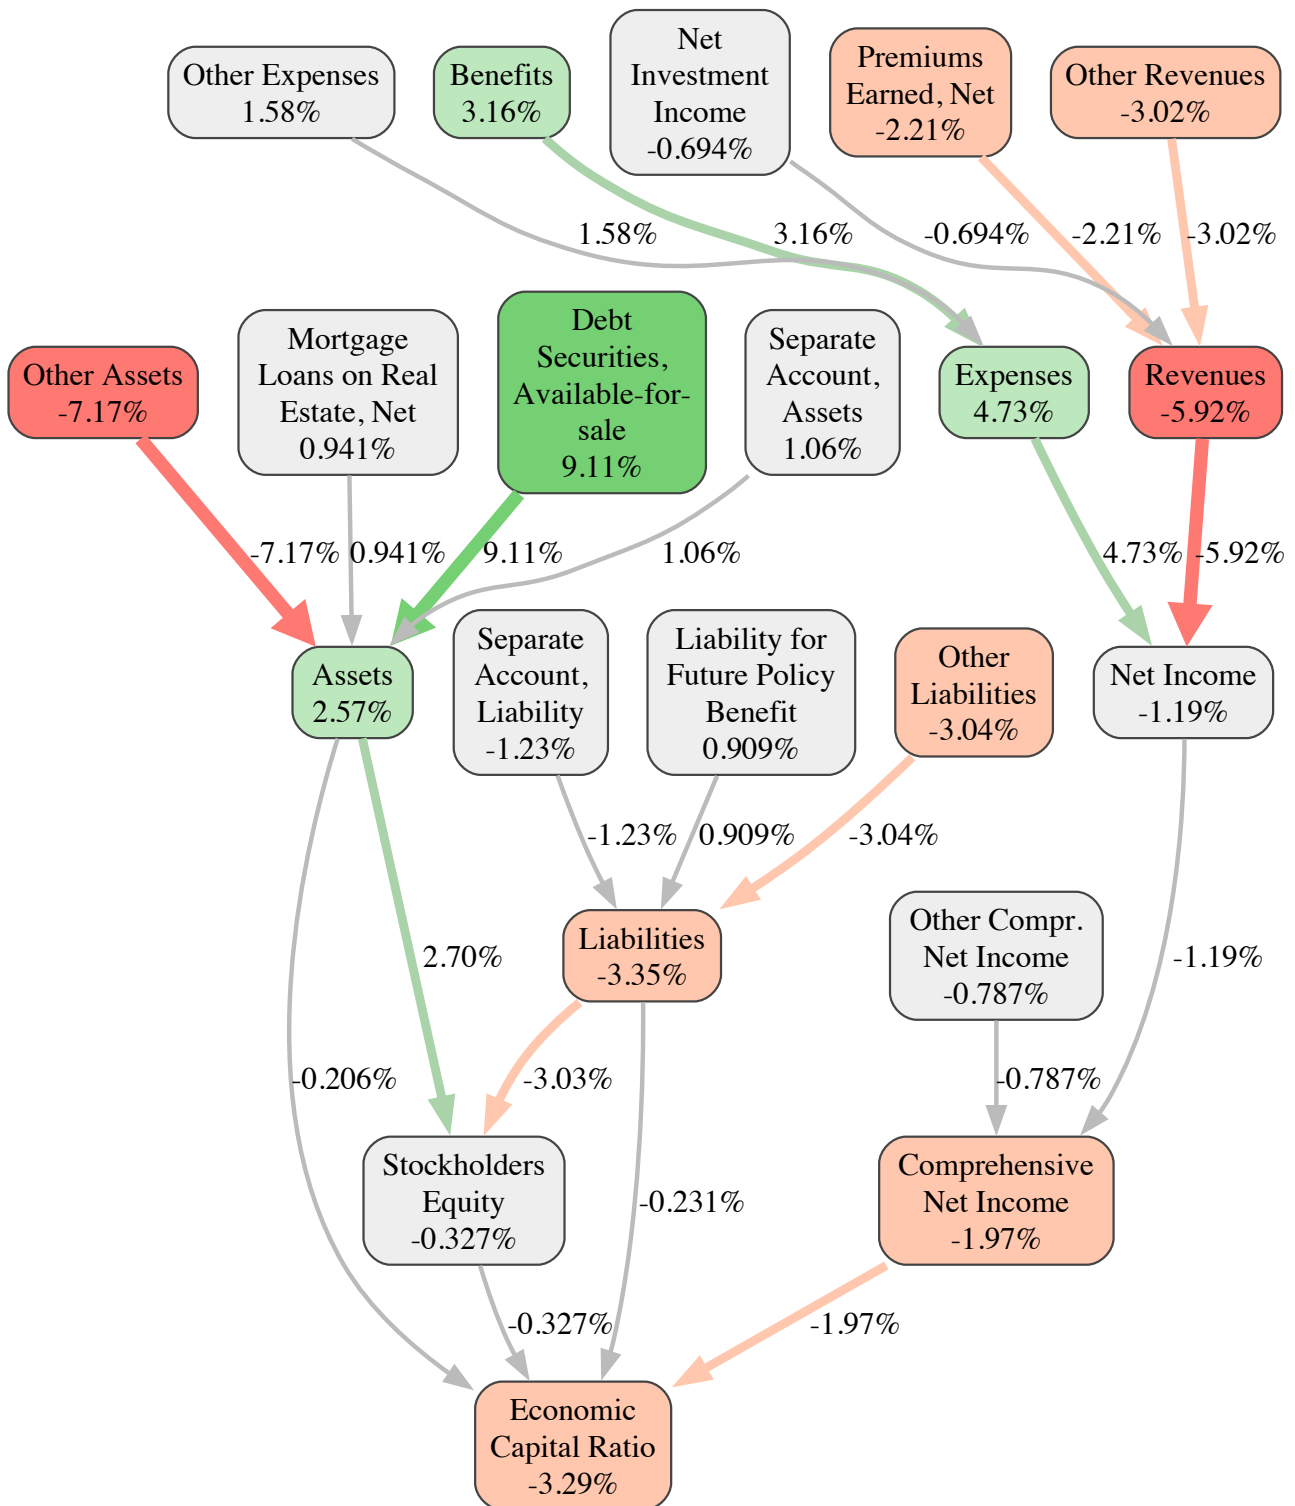 Other Expenses
1.58%
Benefits
3.16%
Net
Investment
Income
-0.694%
Premiums
Earned, Net
-2.21%
Other Revenues
-3.02%
1.58%
3.16%
-0.694%
-2.21%
-3.02%
Other Assets
-7.17%
Mortgage
Loans on Real
Estate, Net
0.941%
Debt
Securities,
Available-for-
sale
9.11%
Separate
Account,
Assets
1.06%
Expenses
4.73%
Revenues
-5.92%
-7.17%
0.941%
9.11%
1.06%
4.73%
-5.92%
Assets
2.57%
Separate
Account,
Liability
-1.23%
Liability for
Future Policy
Benefit
0.909%
Other
Liabilities
-3.04%
Net Income
-1.19%
-1.23%
0.909%
-3.04%
2.70%
Liabilities
-3.35%
Other Compr.
Net Income
-0.787%
-1.19%
-0.206%
-3.03%
-0.787%
Stockholders
Equity
-0.327%
-0.231%
Comprehensive
Net Income
-1.97%
-0.327%
-1.97%
Economic
Capital Ratio
-3.29%